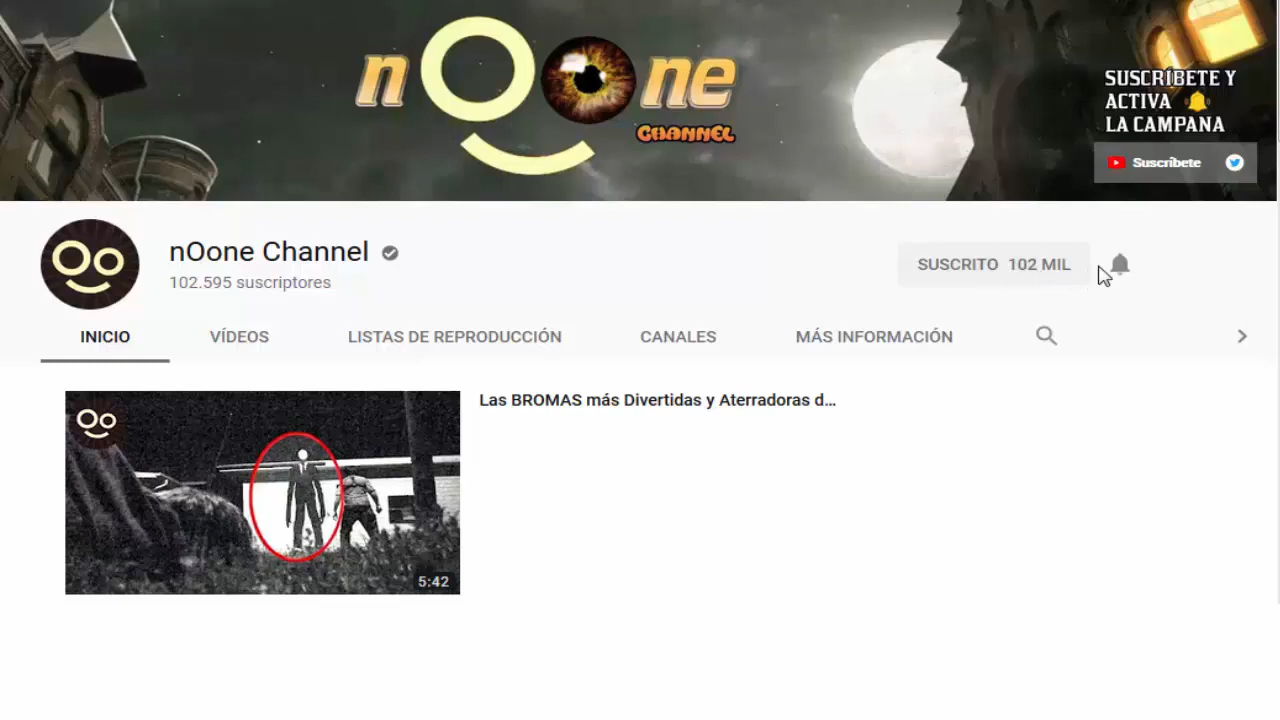 nOone
CHANNEL
SUSCRÍBETE Y
ACTIVA
LA CAMPANA
Suscríbete
nOone Channel
102.595 suscriptores
SUSCRITO 102 MIL
INICIO
VÍDEOS
LISTAS DE REPRODUCCIÓN
CANALES
MÁS INFORMACIÓN
Las BROMAS más Divertidas y Aterradoras d...
5:42